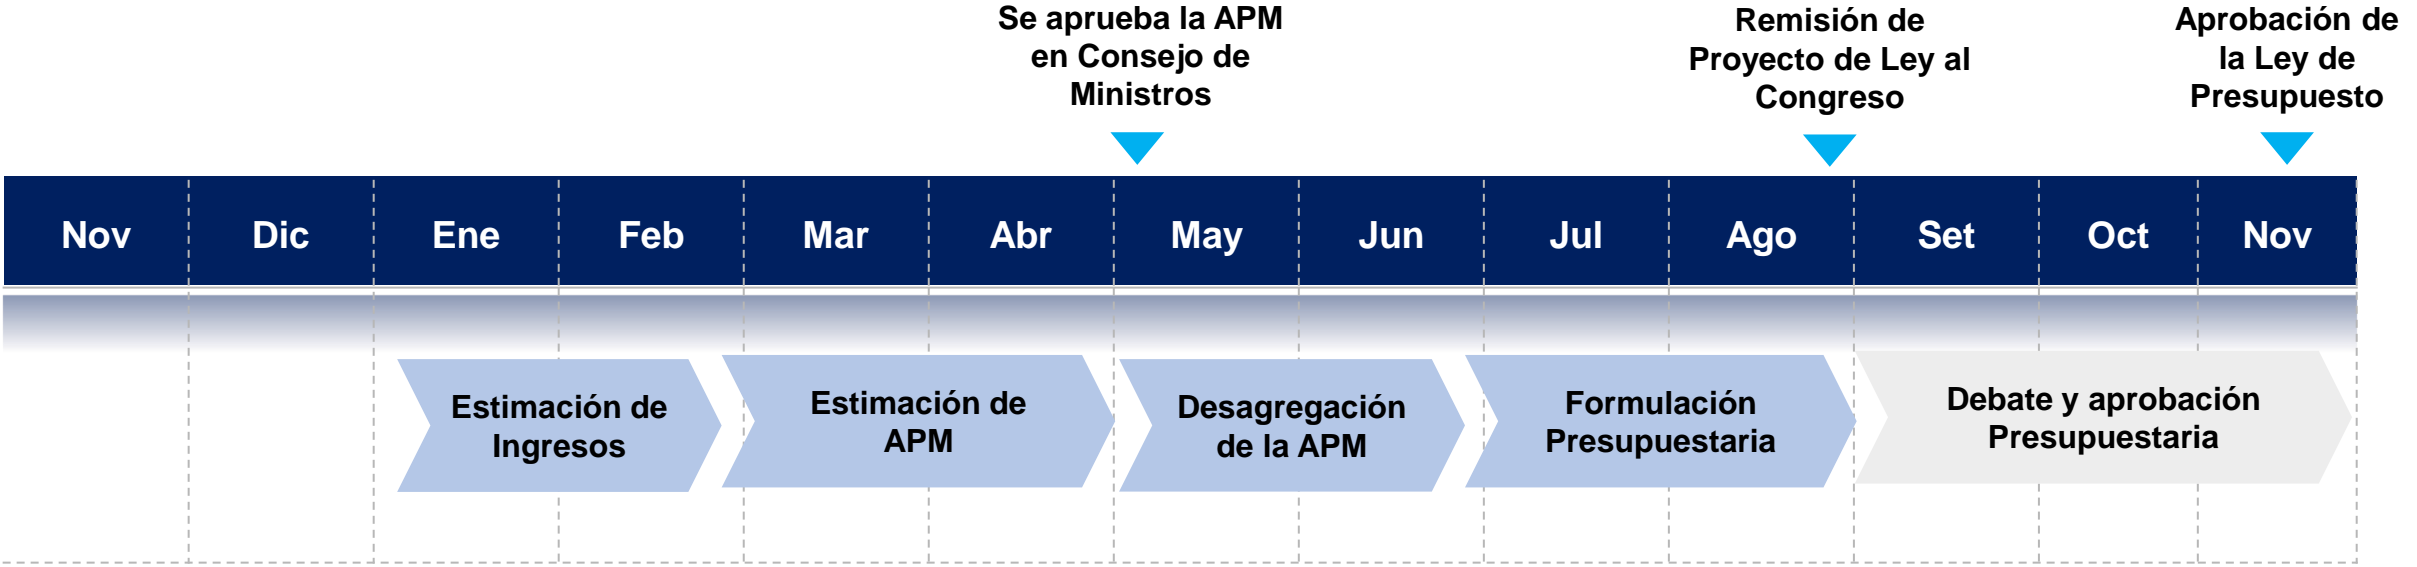 Se aprueba la APM
en Consejo de
Ministros
Remisión de
Proyecto de Ley al
Congreso
Aprobación de
la Ley de
Presupuesto
Nov Dic Ene Feb Mar Abr May Jun Jul Ago Set Oct Nov
Estimación de
Ingresos
Estimación de
APM
Desagregación
de la APM
Formulación
Presupuestaria
Debate y aprobación
Presupuestaria